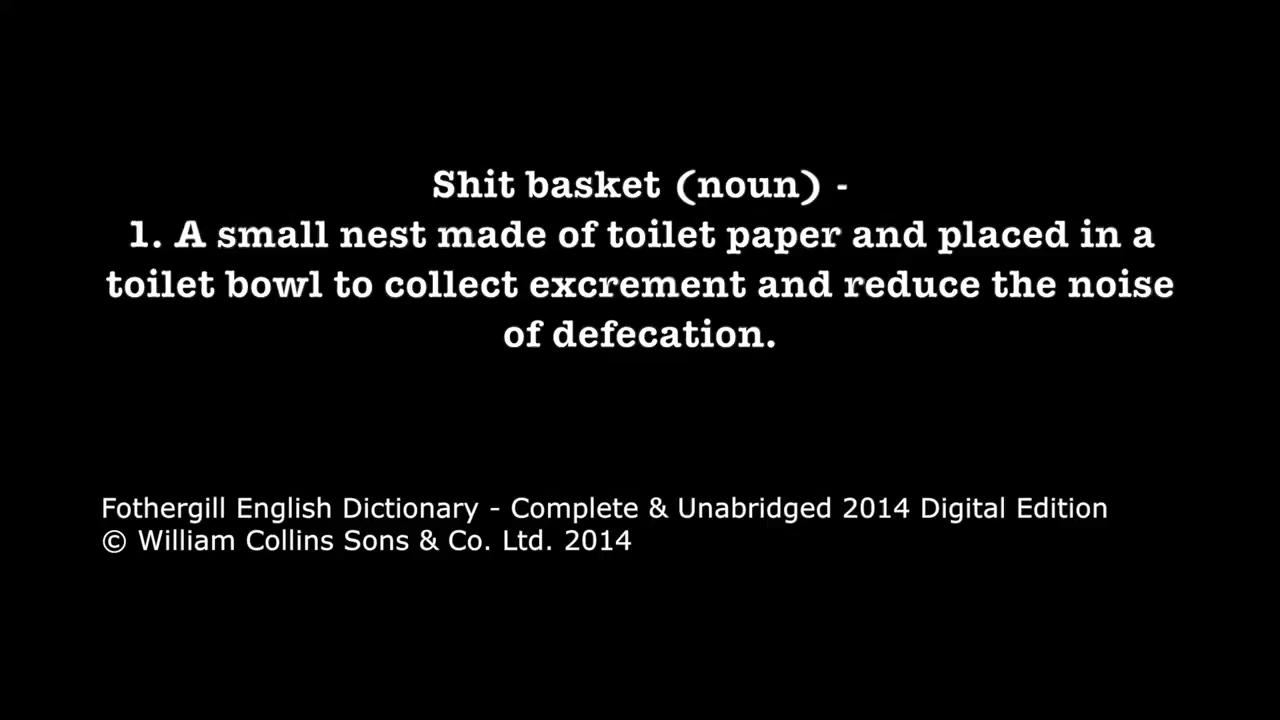 Shit basket (noun) -
1. A small nest made of toilet paper and placed in a
toilet bowl to collect excrement and reduce the noise
of defecation.
Fothergill English Dictionary - Complete & Unabridged 2014 Digital Edition
© William Collins Sons & Co. Ltd. 2014